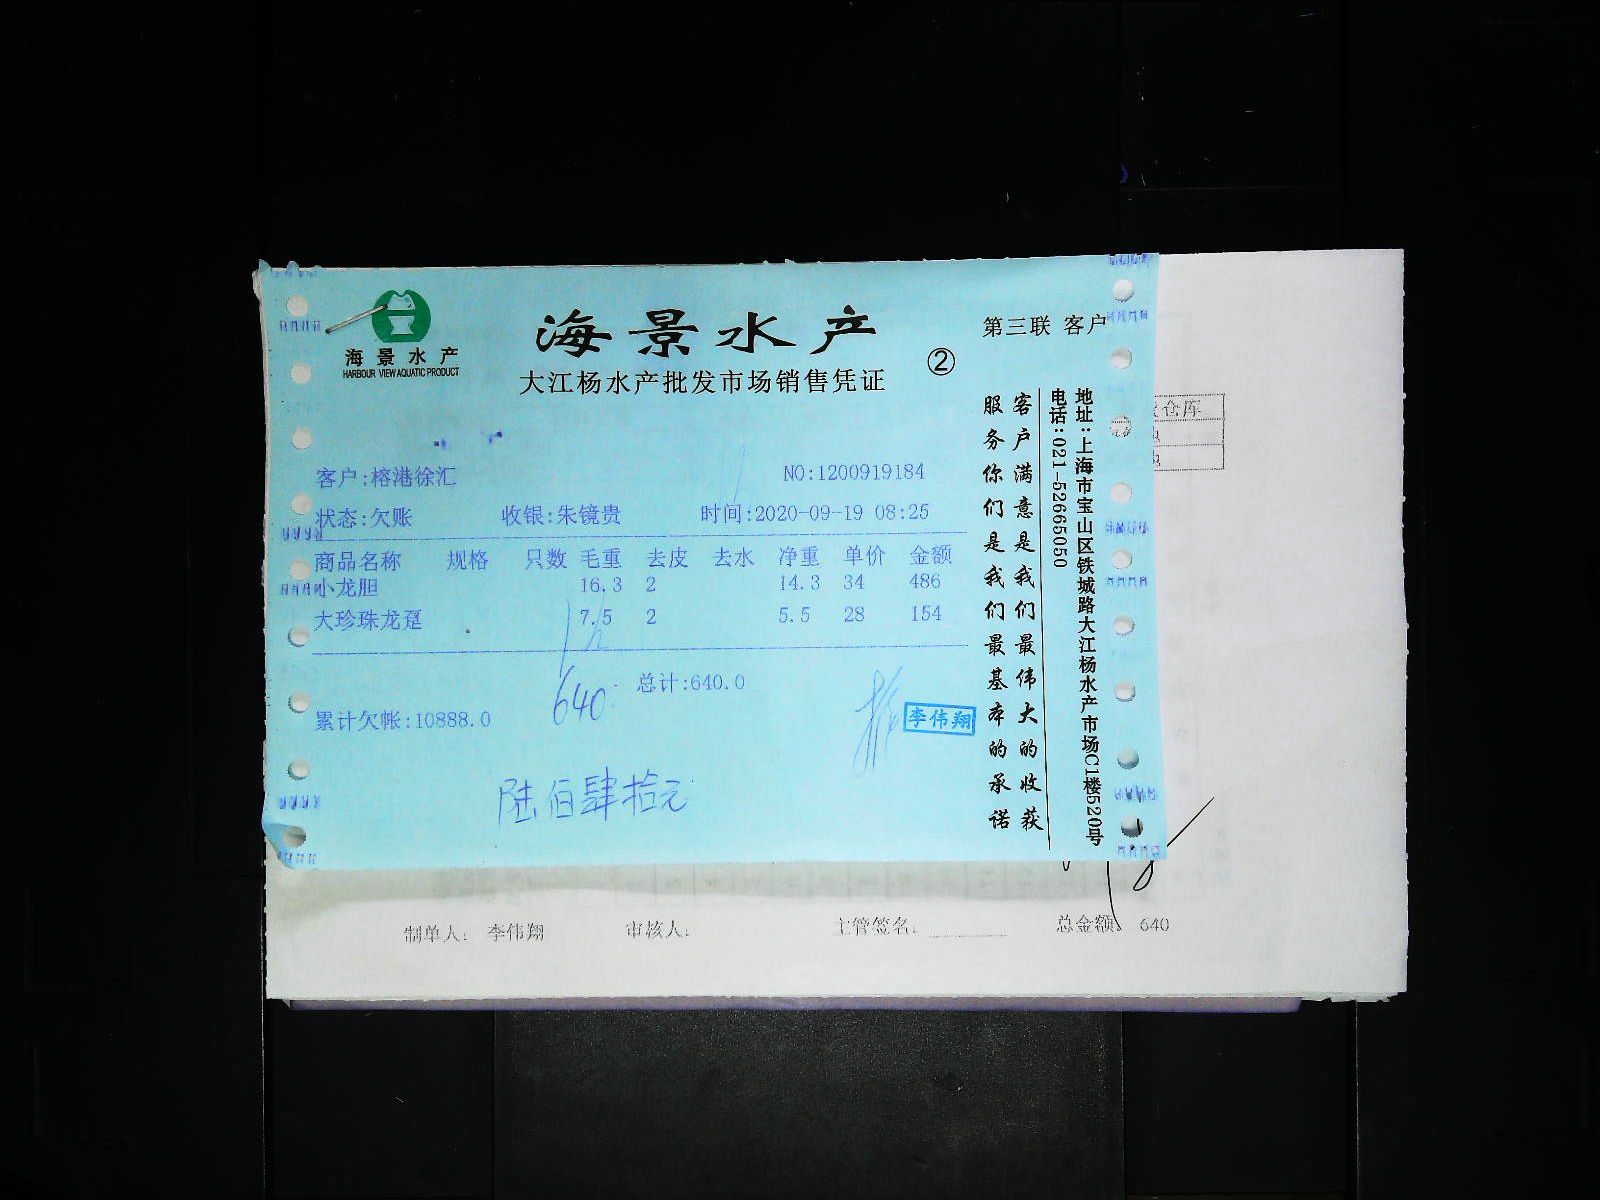 海景水产
HARBOUR VIEW AQUATIC PRODUCT
海景水产
大江杨水产批发市场销售凭证
②
第三联 客户
客户:榕港徐汇
NO:1200919184
状态:欠账 收银:朱镜贵 时间:2020-09-19 08:25
商品名称 规格 只数 毛重 去皮 去水 净重 单价 金额
小龙胆 16.3 2 14.3 34 486
大珍珠龙趸 7.5 2 5.5 28 154
640
总计:640.0
累计欠帐:10888.0
李伟翔
陆佰肆拾元
客户满意是我们最伟大的收获
服务你们是我们最基本的承诺
地址:上海市宝山区铁城路大江杨水产市场C1楼520号
电话:021-52665050
仓库
制单人: 李伟翔 审核人: 主管签名: 总金额: 640